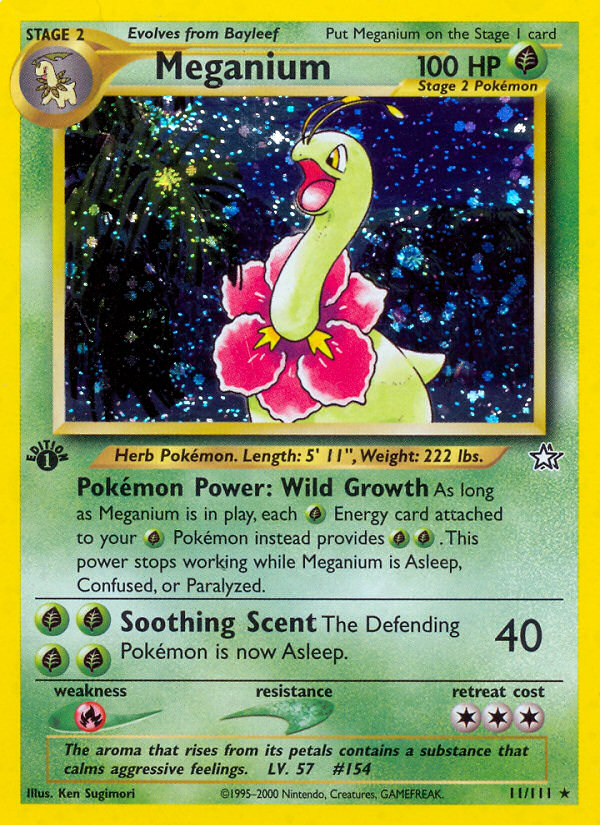 STAGE 2 Evolves from Bayleef Put Meganium on the Stage 1 card
Meganium 100 HP
Stage 2 Pokémon
EDITION
1
Herb Pokémon. Length: 5' 11", Weight: 222 lbs.
Pokémon Power: Wild Growth As long
as Meganium is in play, each Energy card attached
to your Pokémon instead provides . This
power stops working while Meganium is Asleep,
Confused, or Paralyzed.
Soothing Scent The Defending 40
Pokémon is now Asleep.
weakness resistance retreat cost
The aroma that rises from its petals contains a substance that
calms aggressive feelings. LV. 57 #154
Illus. Ken Sugimori ©1995-2000 Nintendo, Creatures, GAMEFREAK. 11/111 ★